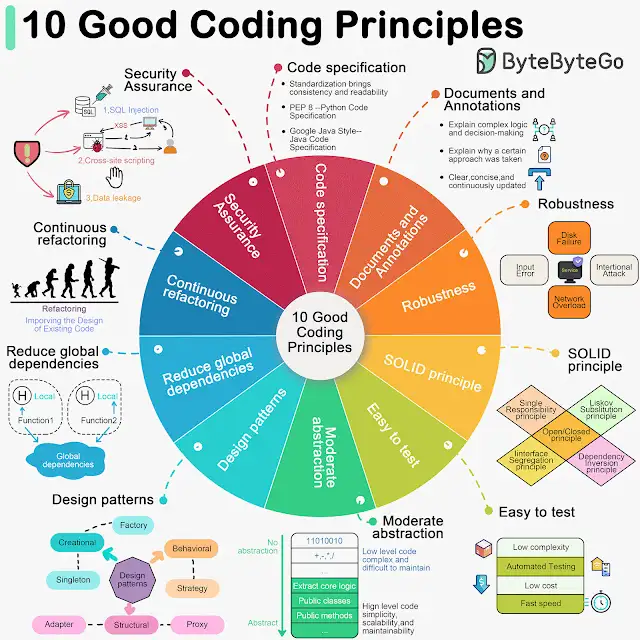 10 Good Coding Principles
ByteByteGo
Security
Assurance
SQL
1,SQL Injection
xss
2,Cross-site scripting
3,Data leakage
Code specification
Standardization brings
consistency and readability
PEP 8 --Python Code
Specification
Google Java Style--
Java Code
Specification
Documents and
Annotations
Explain complex logic
and decision-making
Explain why a certain
approach was taken
Clear,concise,and
continuously updated
Robustness
Disk
Failure
Input
Error
Service
Intertional
Attack
Network
Overload
SOLID
principle
Single
Responsibility
principle
Liskov
Substitution
principle
Open/Closed
principle
Interface
Segregation
principle
Dependency
Inversion
principle
Easy to test
Low complexity
Automated Testing
Low cost
Fast speed
Moderate
abstraction
No
abstraction
Abstract
11010010
+,-,*,/
...
Extract core logic
Public classes
Public methods
...
Low level code
complex and
difficult to maintain
Hign level code
simplicity,
scalability,and
maintainability
Design patterns
Factory
Creational
Singleton
Design
patterns
Behavioral
Strategy
Adapter
Structural
Proxy
Reduce global
dependencies
H
Local
Function1
H
Local
Function2
Global
dependencies
Continuous
refactoring
Refactoring
Imporving the Design
of Existing Code
10 Good
Coding
Principles
Security
Assurance
Code specification
Documents and
Annotations
Robustness
SOLID principle
Easy to test
Moderate
abstraction
Design patterns
Reduce global
dependencies
Continuous
refactoring